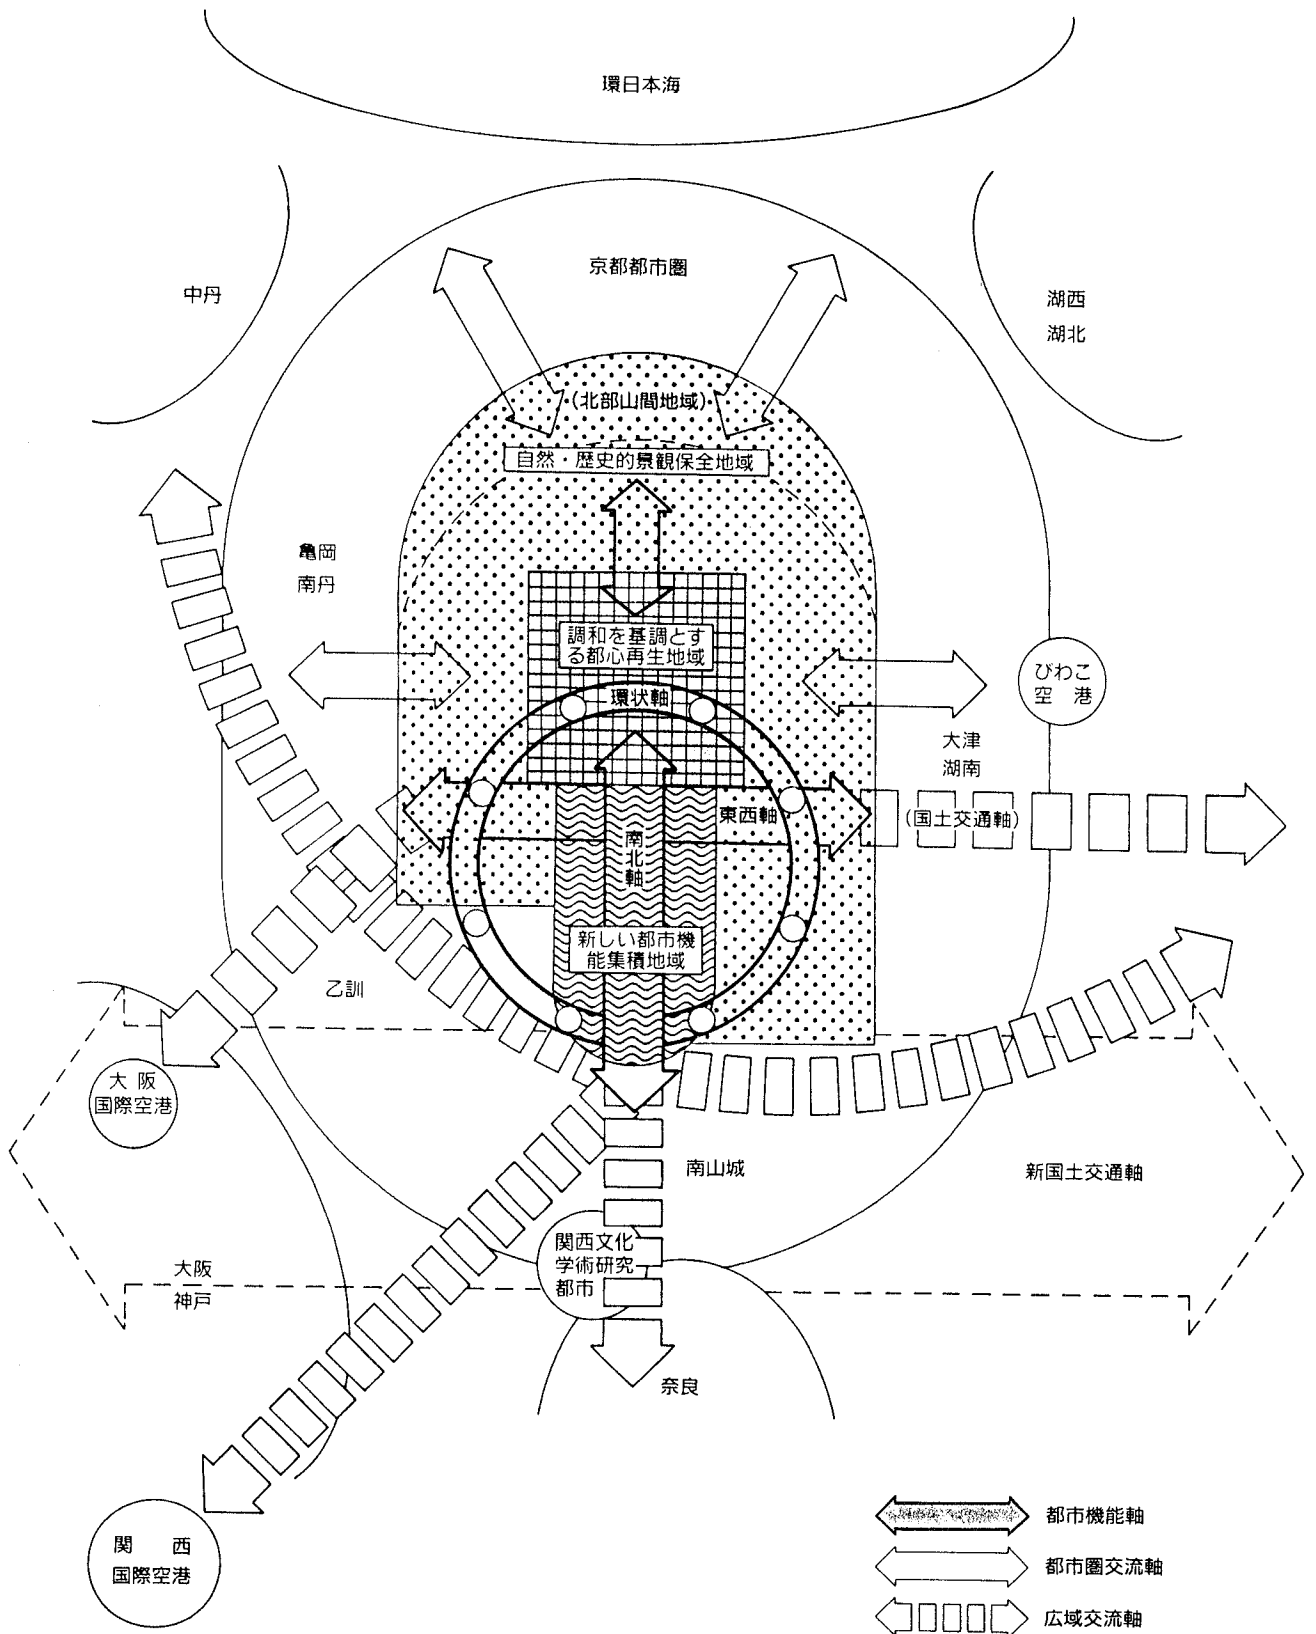 環日本海
京都都市圏
中丹
湖西
湖北
(北部山間地域)
自然・歴史的景観保全地域
亀岡
南丹
調和を基調とす
る都心再生地域
びわこ
空港
環状軸
大津
湖南
東西軸
(国土交通軸)
南北軸
新しい都市機
能集積地域
乙訓
大阪
国際空港
南山城
新国土交通軸
関西文化
学術研究
都市
大阪
神戸
奈良
関西
国際空港
都市機能軸
都市圏交流軸
広域交流軸